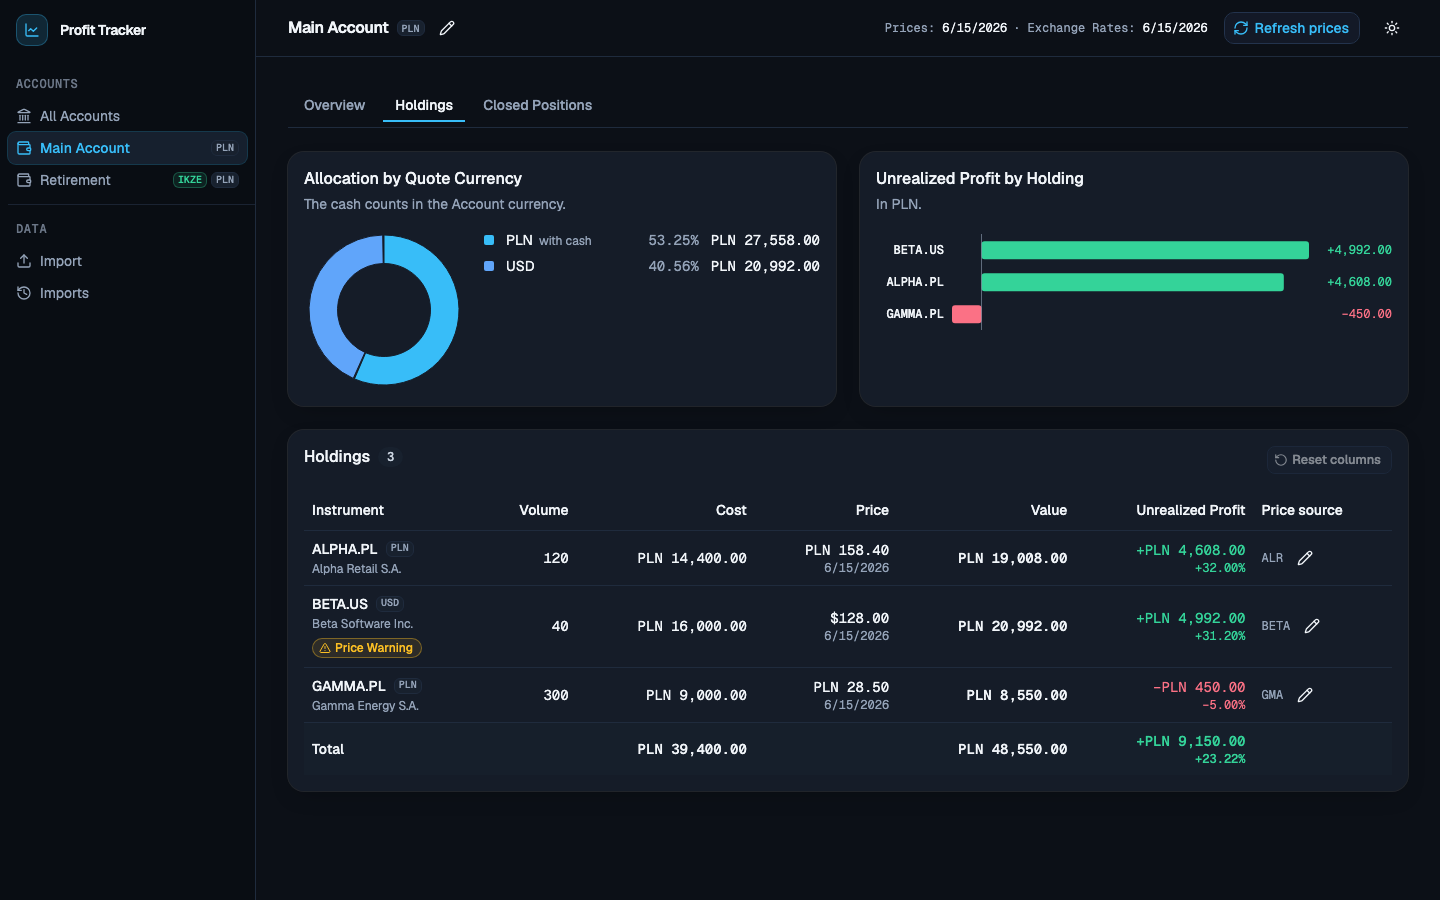 Profit Tracker
Main Account PLN
Prices: 6/15/2026 · Exchange Rates: 6/15/2026
Refresh prices
ACCOUNTS
All Accounts
Main Account PLN
Retirement IKZE PLN
DATA
Import
Imports
Overview Holdings Closed Positions
Allocation by Quote Currency
The cash counts in the Account currency.
PLN with cash 53.25% PLN 27,558.00
USD 40.56% PLN 20,992.00
Unrealized Profit by Holding
In PLN.
BETA.US +4,992.00
ALPHA.PL +4,608.00
GAMMA.PL −450.00
Holdings 3
Reset columns
Instrument Volume Cost Price Value Unrealized Profit Price source
ALPHA.PL PLN 120 PLN 14,400.00 PLN 158.40 PLN 19,008.00 +PLN 4,608.00 ALR
Alpha Retail S.A. 6/15/2026 +32.00%
BETA.US USD 40 PLN 16,000.00 $128.00 PLN 20,992.00 +PLN 4,992.00 BETA
Beta Software Inc. 6/15/2026 +31.20%
Price Warning
GAMMA.PL PLN 300 PLN 9,000.00 PLN 28.50 PLN 8,550.00 −PLN 450.00 GMA
Gamma Energy S.A. 6/15/2026 −5.00%
Total PLN 39,400.00 PLN 48,550.00 +PLN 9,150.00
+23.22%